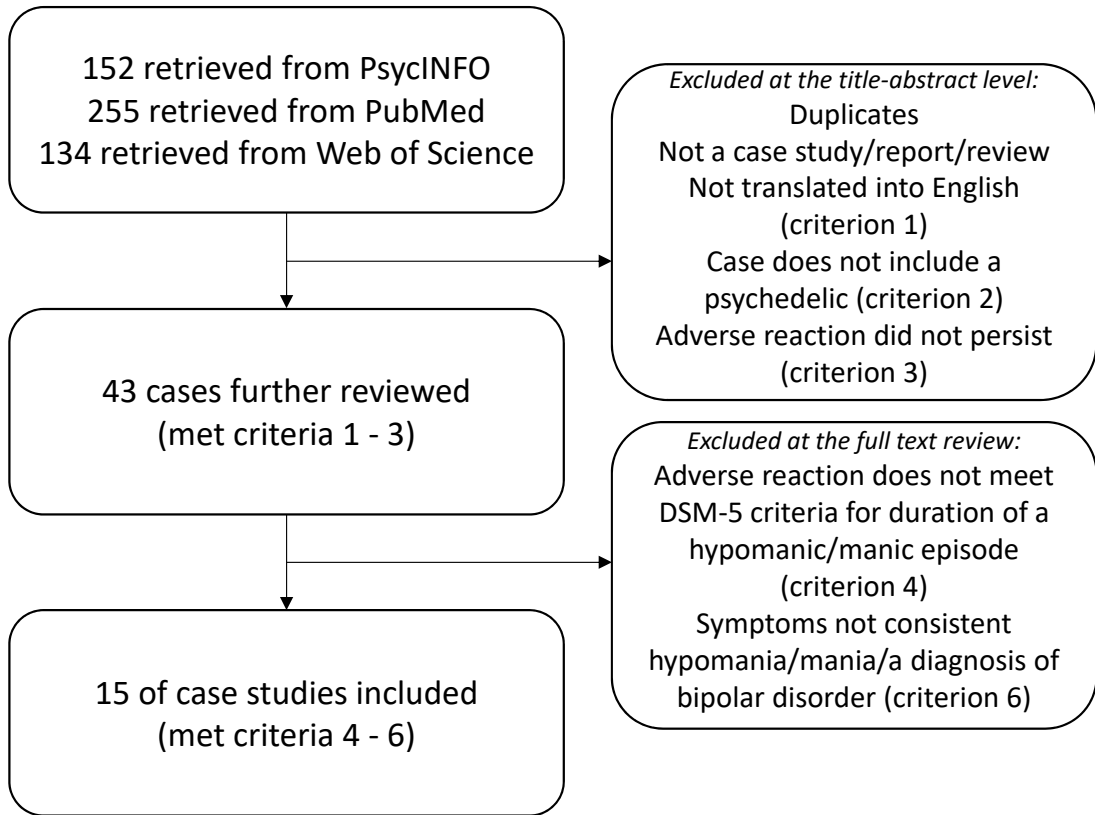 152 retrieved from PsycINFO
255 retrieved from PubMed
134 retrieved from Web of Science
Excluded at the title-abstract level:
Duplicates
Not a case study/report/review
Not translated into English
(criterion 1)
Case does not include a
psychedelic (criterion 2)
Adverse reaction did not persist
(criterion 3)
43 cases further reviewed
(met criteria 1 - 3)
Excluded at the full text review:
Adverse reaction does not meet
DSM-5 criteria for duration of a
hypomanic/manic episode
(criterion 4)
Symptoms not consistent
hypomania/mania/a diagnosis of
bipolar disorder (criterion 6)
15 of case studies included
(met criteria 4 - 6)